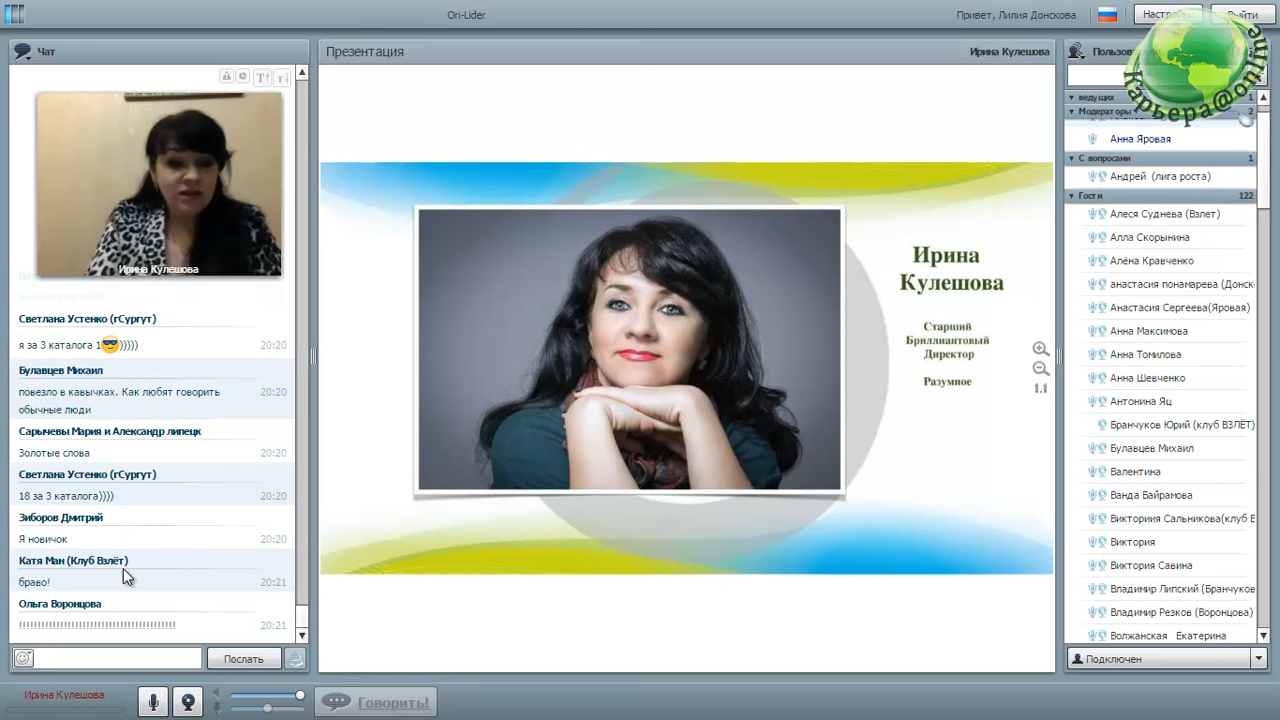 Ori-Lider
Привет, Лилия Донскова
Настройки
Выйти
Чат
Ирина Кулешова
Светлана Устенко (гСургут)
я за 3 каталога 1😎)))))
20:20
Булавцев Михаил
повезло в кавычках. Как любят говорить
обычные люди
20:20
Сарычевы Мария и Александр липецк
Золотые слова
20:20
Светлана Устенко (гСургут)
18 за 3 каталога))))
20:20
Зиборов Дмитрий
Я новичок
20:20
Катя Ман (Клуб Взлёт)
браво!
20:21
Ольга Воронцова
!!!!!!!!!!!!!!!!!!!!!!!!!!!!!!!!!!!!!!!!!!
20:21
Послать
Ирина Кулешова
Говорить!
Презентация
Ирина Кулешова
Ирина
Кулешова
Старший
Бриллиантовый
Директор
Разумное
1.1
карьера@online
ведущих 1
Модераторы 2
Анна Яровая
С вопросами 1
Андрей (лига роста)
Гости 122
Алеся Суднева (Взлет)
Алла Скорынина
Алёна Кравченко
анастасия понамарева (Донско
Анастасия Сергеева(Яровая)
Анна Максимова
Анна Томилова
Анна Шевченко
Антонина Яц
Бранчуков Юрий (клуб ВЗЛЁТ)
Булавцев Михаил
Валентина
Ванда Байрамова
Викториия Сальникова(клуб В
Виктория
Виктория Савина
Владимир Липский (Бранчуков
Владимир Резков (Воронцова)
Волжанская Екатерина
Подключен